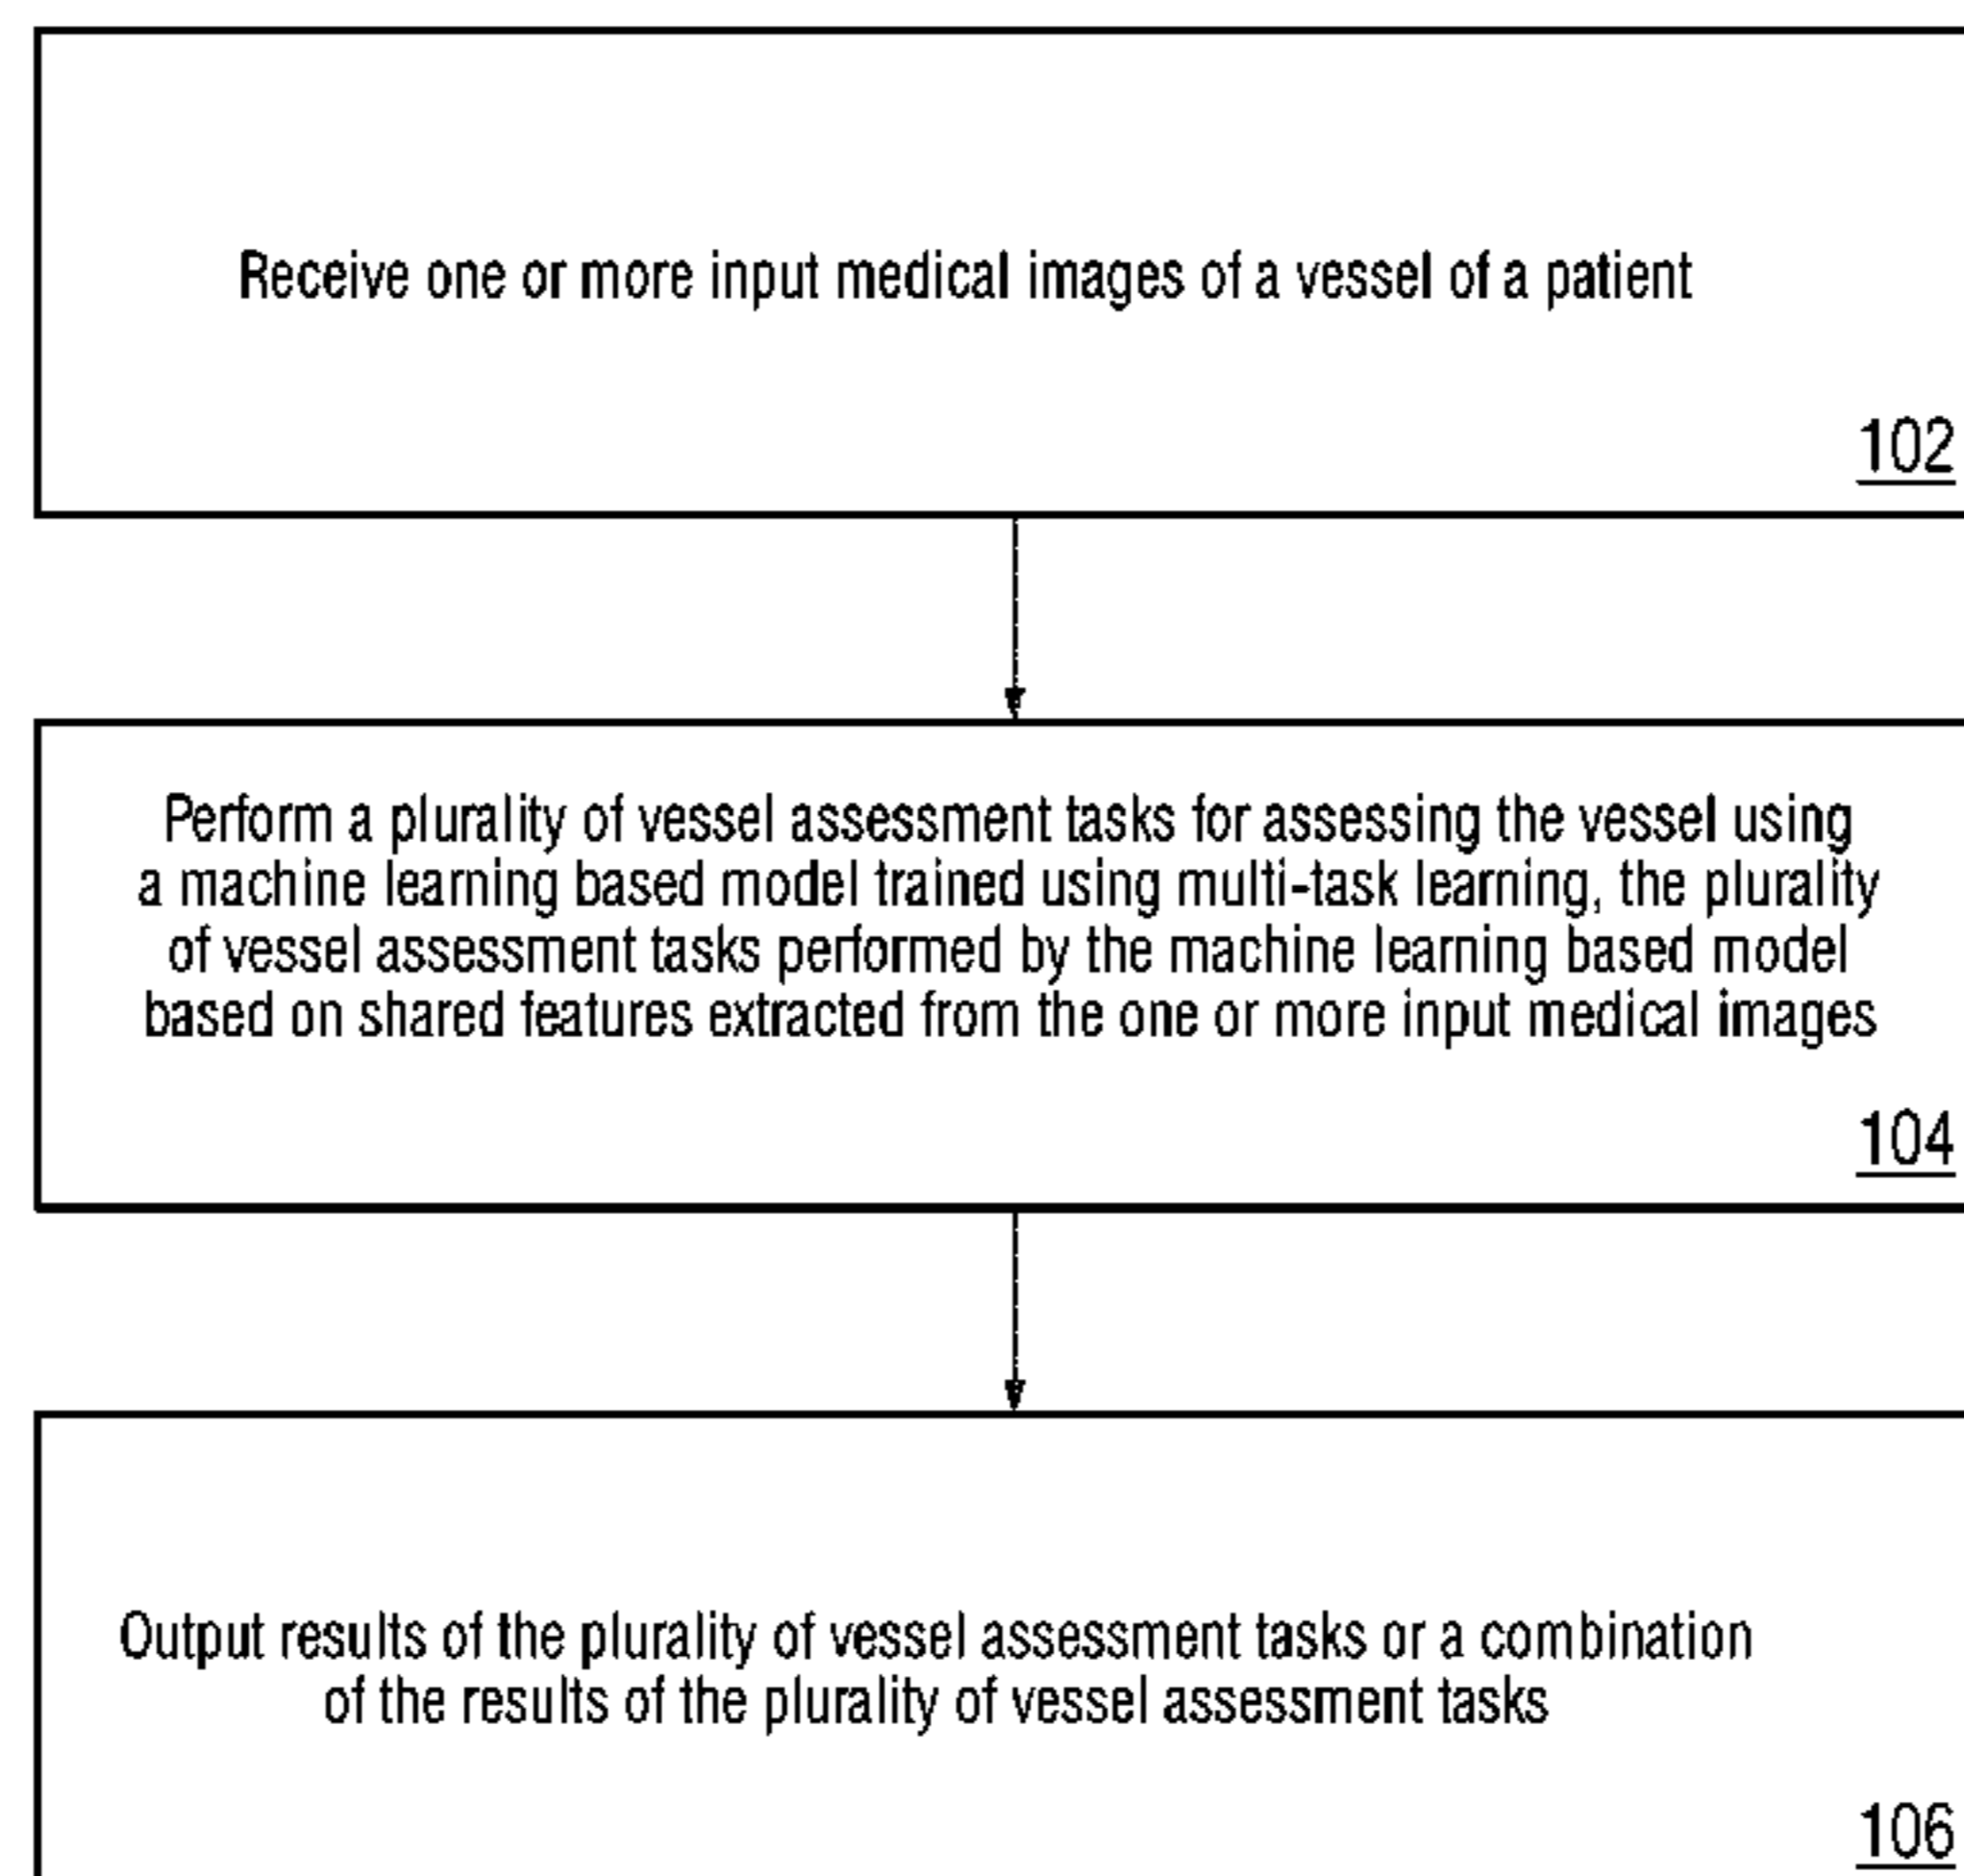 Receive one or more input medical images of a vessel of a patient
102
Perform a plurality of vessel assessment tasks for assessing the vessel using
a machine learning based model trained using multi-task learning, the plurality
of vessel assessment tasks performed by the machine learning based model
based on shared features extracted from the one or more input medical images
104
Output results of the plurality of vessel assessment tasks or a combination
of the results of the plurality of vessel assessment tasks
106